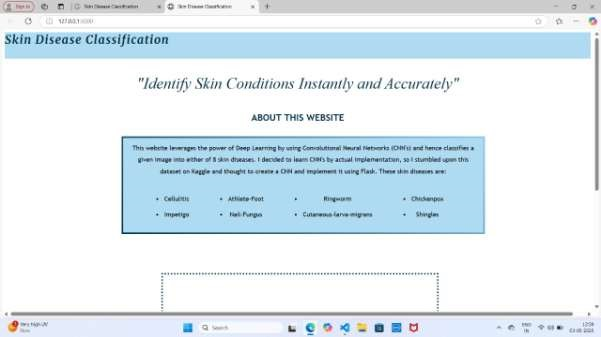 Sign in
Skin Disease Classification
Skin Disease Classification
127.0.0.1:5000
Skin Disease Classification
"Identify Skin Conditions Instantly and Accurately"
ABOUT THIS WEBSITE
This website leverages the power of Deep Learning by using Convolutional Neural Networks (CNN's) and hence classifies a
given image into either of 8 skin diseases. I decided to learn CNN's by actual implementation, so I stumbled upon this
dataset on Kaggle and thought to create a CNN and implement it using Flask. These skin diseases are:
• Cellulitis • Athlete-Foot • Ringworm • Chickenpox
• Impetigo • Nail-Fungus • Cutaneous-larva-migrans • Shingles
Very high UV
Now
Search
ENG
IN